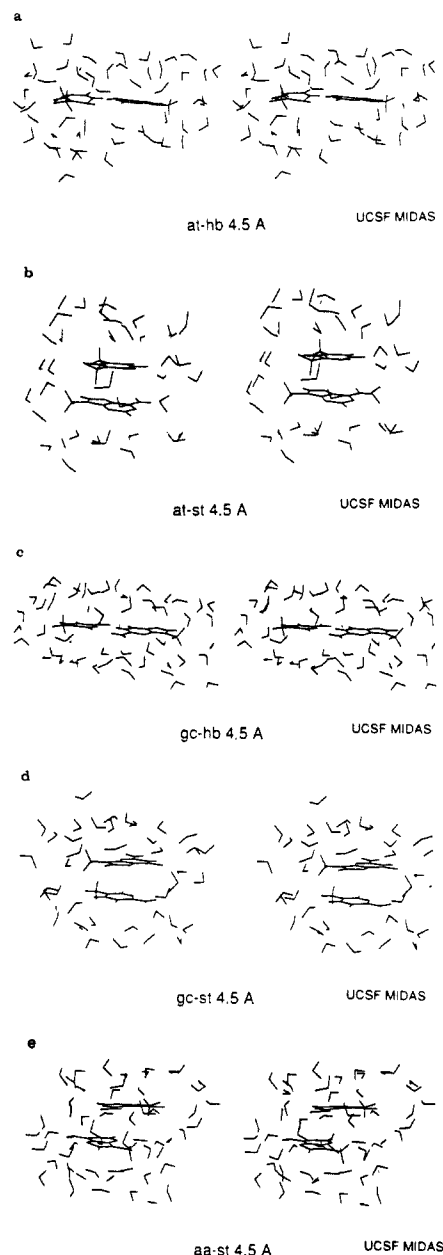 a
at-hb 4.5 A UCSF MIDAS
b
at-st 4.5 A UCSF MIDAS
c
gc-hb 4.5 A UCSF MIDAS
d
gc-st 4.5 A UCSF MIDAS
e
aa-st 4.5 A UCSF MIDAS